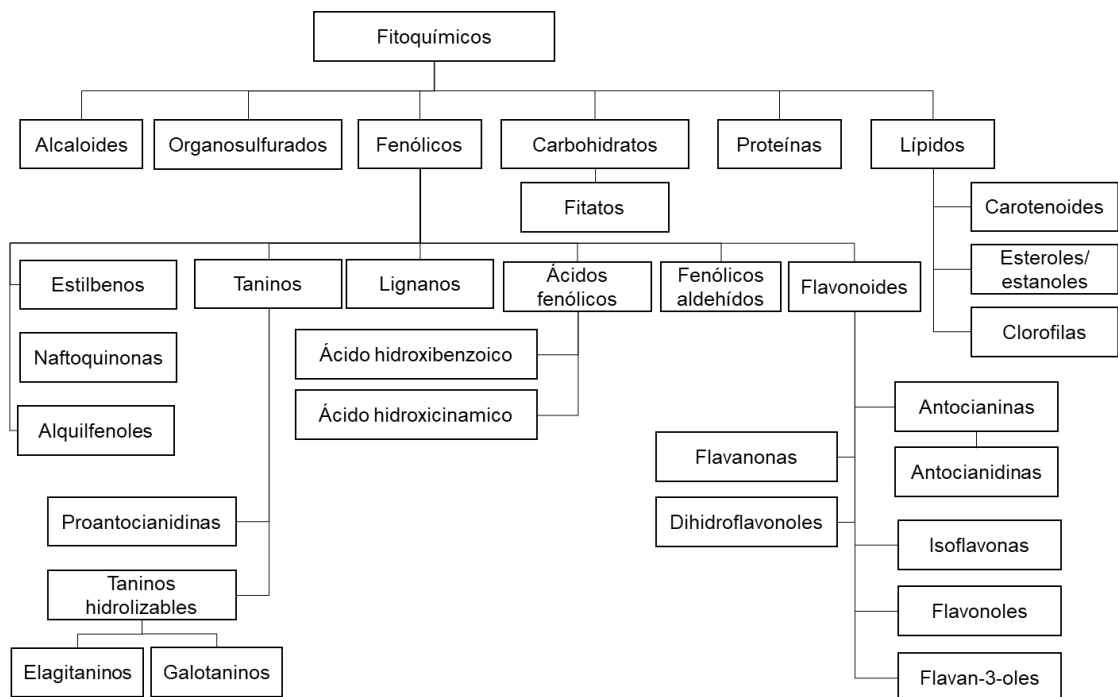 Fitoquímicos
Alcaloides
Organosulfurados
Fenólicos
Carbohidratos
Proteínas
Lípidos
Fitatos
Carotenoides
Esteroles/
estanoles
Clorofilas
Estilbenos
Taninos
Lignanos
Ácidos
fenólicos
Fenólicos
aldehídos
Flavonoides
Naftoquinonas
Alquilfenoles
Ácido hidroxibenzoico
Ácido hidroxicinamico
Antocianinas
Antocianidinas
Flavanonas
Dihidroflavonoles
Isoflavonas
Flavonoles
Flavan-3-oles
Proantocianidinas
Taninos
hidrolizables
Elagitaninos
Galotaninos